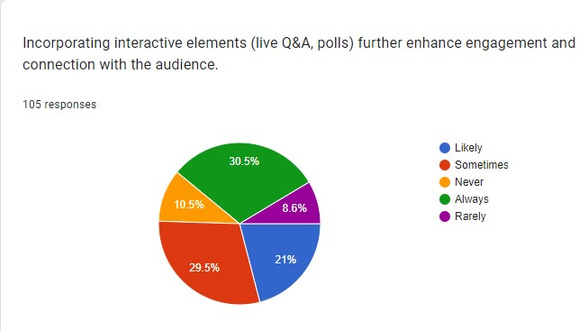 Incorporating interactive elements (live Q&A, polls) further enhance engagement and
connection with the audience.
105 responses
Likely
Sometimes
Never
Always
Rarely
30.5%
10.5%
8.6%
29.5%
21%